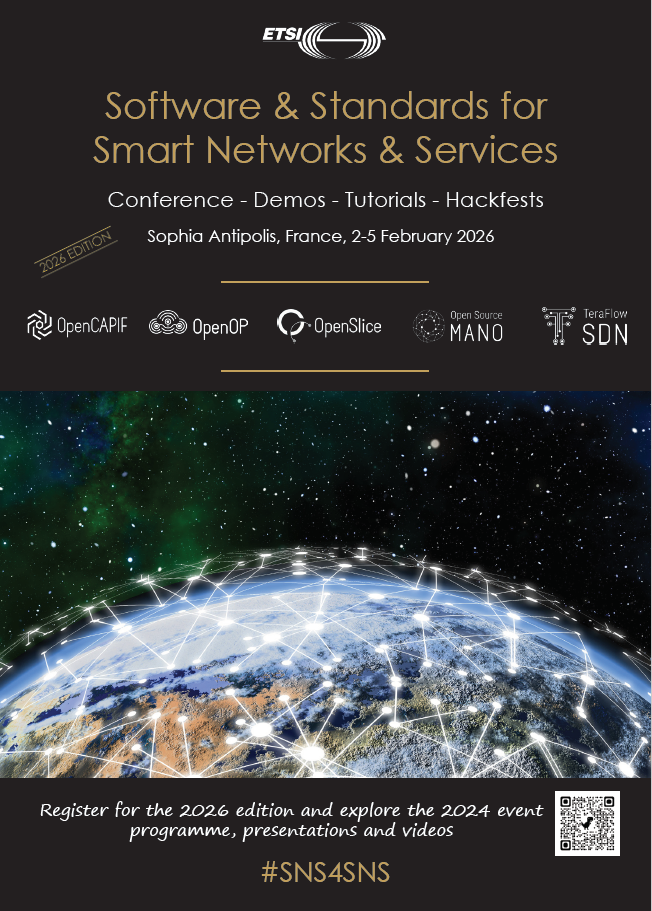 ETSI
Software & Standards for
Smart Networks & Services
Conference - Demos - Tutorials - Hackfests
Sophia Antipolis, France, 2-5 February 2026
2026 EDITION
OpenCAPIF
OpenOP
OpenSlice
Open Source
MANO
TeraFlow
SDN
Register for the 2026 edition and explore the 2024 event
programme, presentations and videos
#SNS4SNS